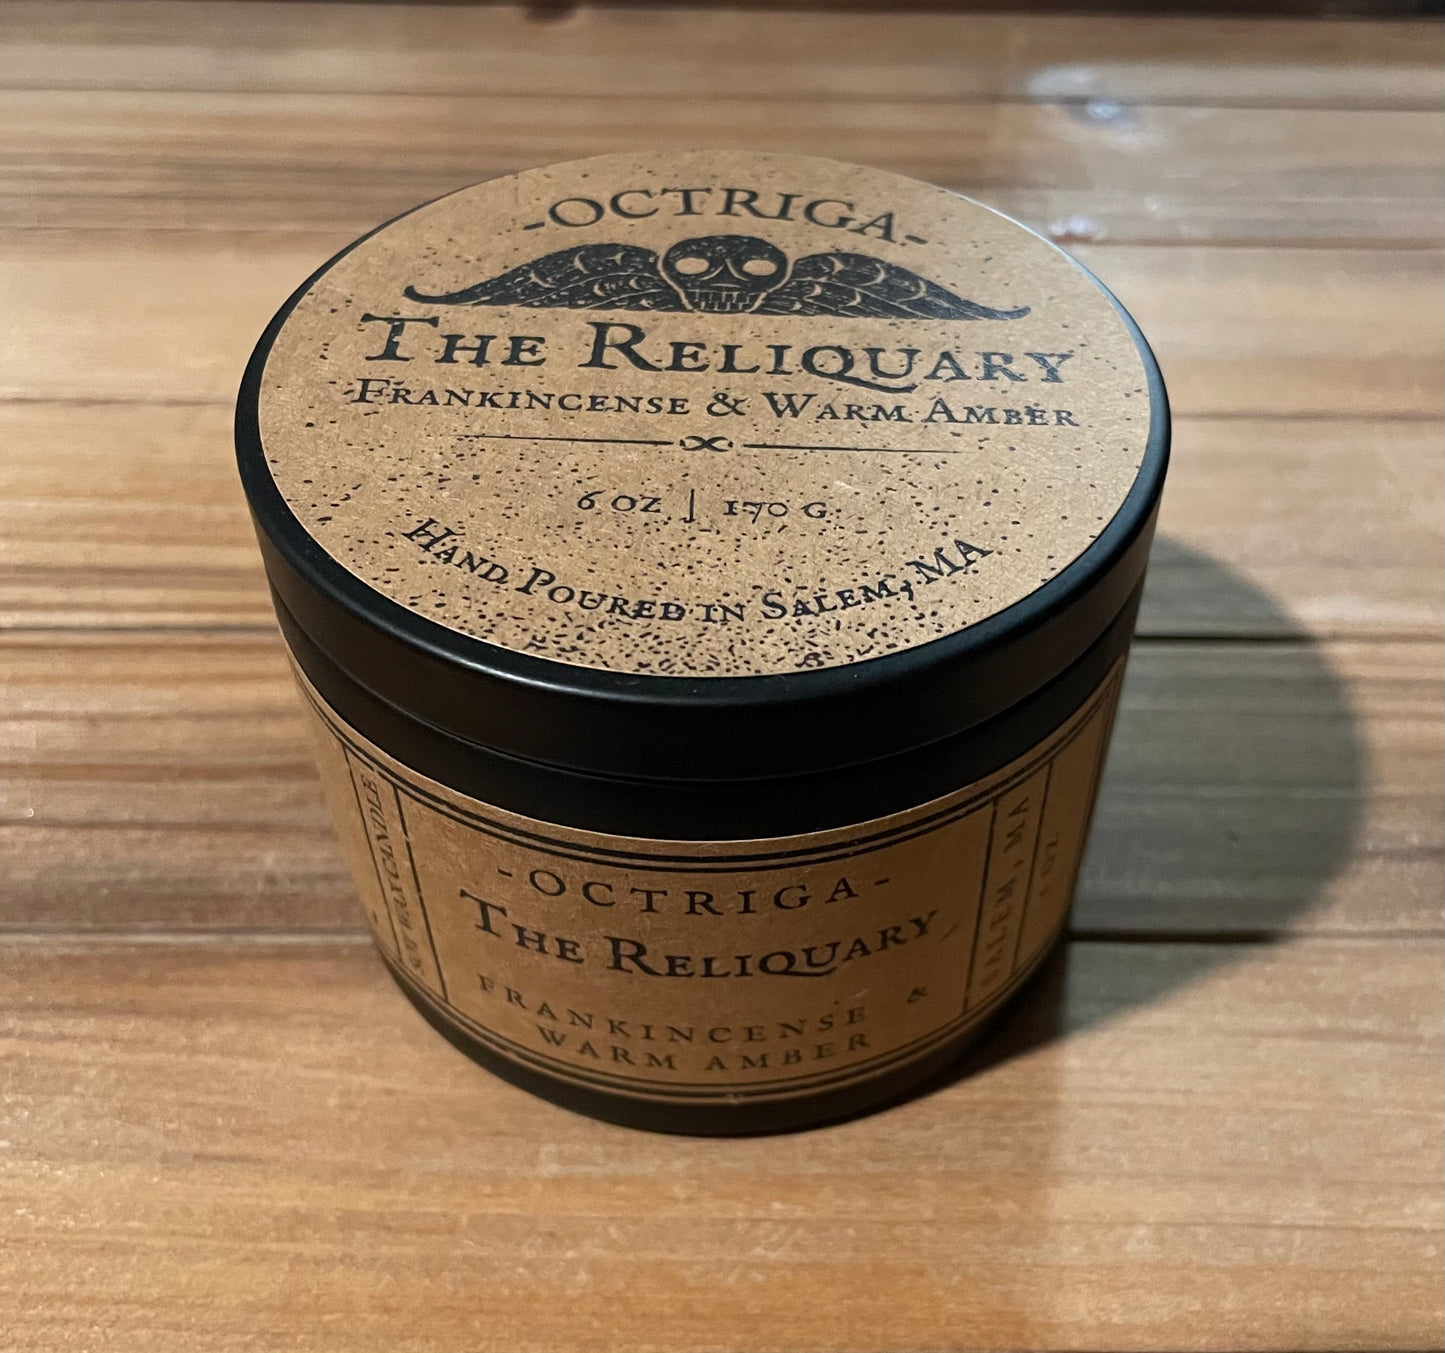 -OCTRIGA-
THE RELIQUARY
FRANKINCENSE & WARM AMBER
6 OZ | 170 G
HAND POURED IN SALEM, MA
SOY WAX CANDLE
-OCTRIGA-
THE RELIQUARY
FRANKINCENSE &
WARM AMBER
SALEM, MA
OZ